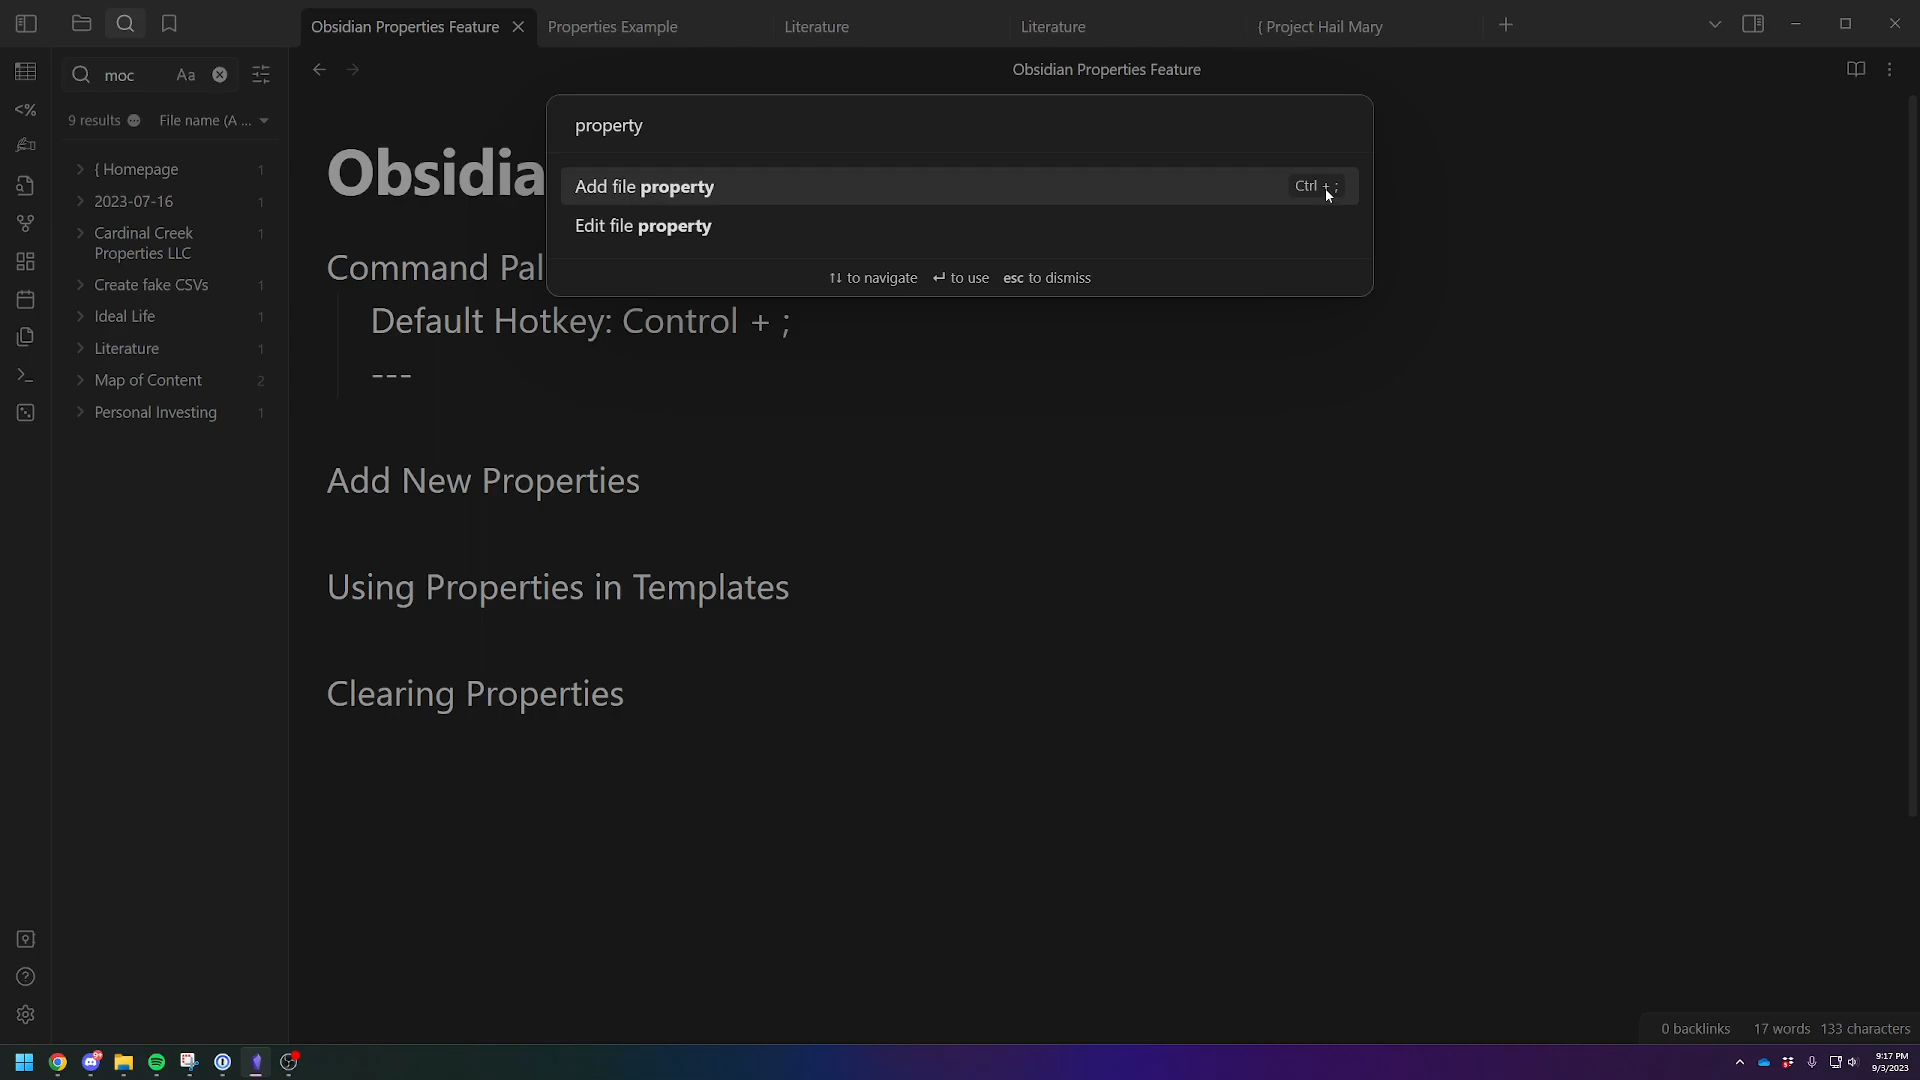 Obsidian Properties Feature
Properties Example
Literature
Literature
{ Project Hail Mary
moc
Aa
Obsidian Properties Feature
9 results
File name (A ...
{ Homepage 1
2023-07-16 1
Cardinal Creek 1
Properties LLC
Create fake CSVs 1
Ideal Life 1
Literature 1
Map of Content 2
Personal Investing 1
property
Add file property
Ctrl + ;
Edit file property
↑↓ to navigate ↵ to use esc to dismiss
Obsidia
Command Pal
Default Hotkey: Control + ;
---
Add New Properties
Using Properties in Templates
Clearing Properties
0 backlinks 17 words 133 characters
9:17 PM
9/3/2023